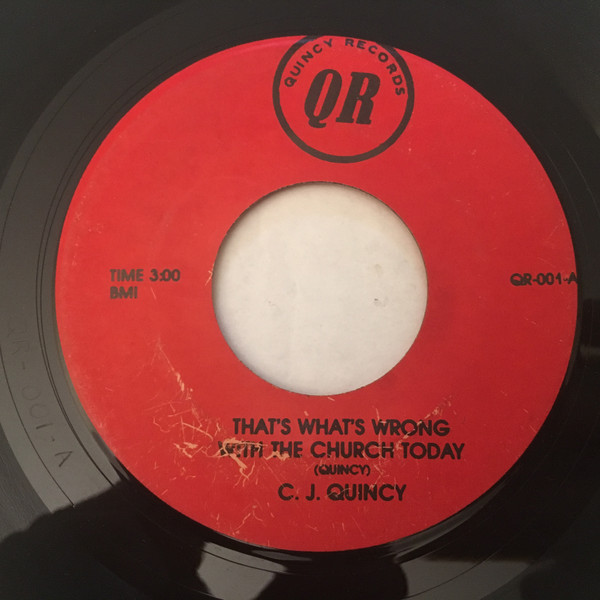 QUINCY RECORDS
QR
TIME 3:00
BMI
QR-001-A
THAT'S WHAT'S WRONG
WITH THE CHURCH TODAY
(QUINCY)
C. J. QUINCY